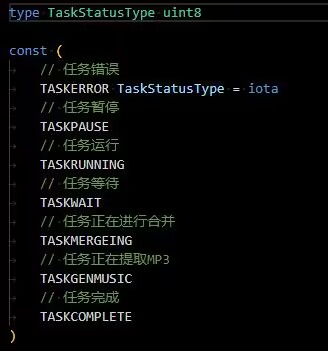 type TaskStatusType uint8
const (
// 任务错误
TASKERROR TaskStatusType = iota
// 任务暂停
TASKPAUSE
// 任务运行
TASKRUNNING
// 任务等待
TASKWAIT
// 任务正在进行合并
TASKMERGEING
// 任务正在提取MP3
TASKGENMUSIC
// 任务完成
TASKCOMPLETE
)